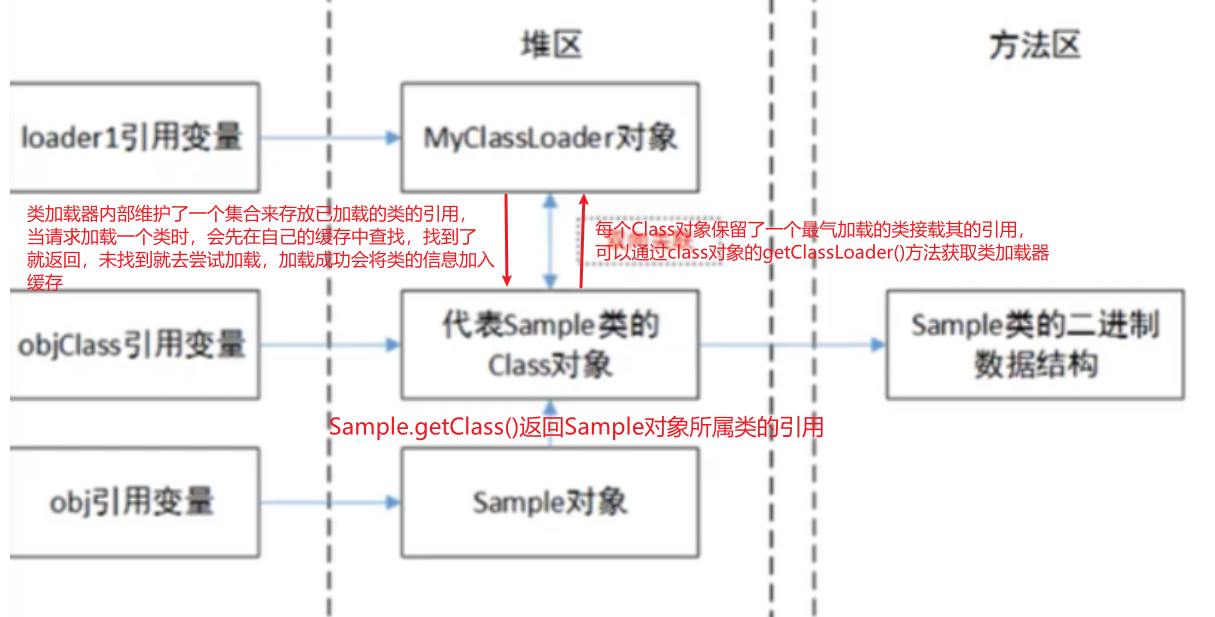 堆区
方法区
loader1引用变量
MyClassLoader对象
类加载器内部维护了一个集合来存放已加载的类的引用，
当请求加载一个类时，会先在自己的缓存中查找，找到了
就返回，未找到就去尝试加载，加载成功会将类的信息加入
缓存
每个Class对象保留了一个最气加载的类接载其的引用，
可以通过class对象的getClassLoader()方法获取类加载器
objClass引用变量
代表Sample类的
Class对象
Sample类的二进制
数据结构
Sample.getClass()返回Sample对象所属类的引用
obj引用变量
Sample对象